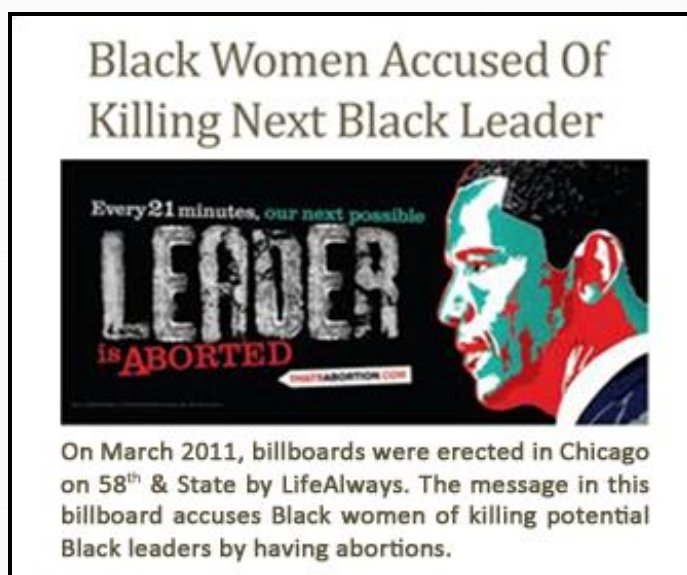 Black Women Accused Of
Killing Next Black Leader
Every 21 minutes, our next possible
LEADER
is ABORTED
THATSABORTION.COM
On March 2011, billboards were erected in Chicago
on 58th & State by LifeAlways. The message in this
billboard accuses Black women of killing potential
Black leaders by having abortions.